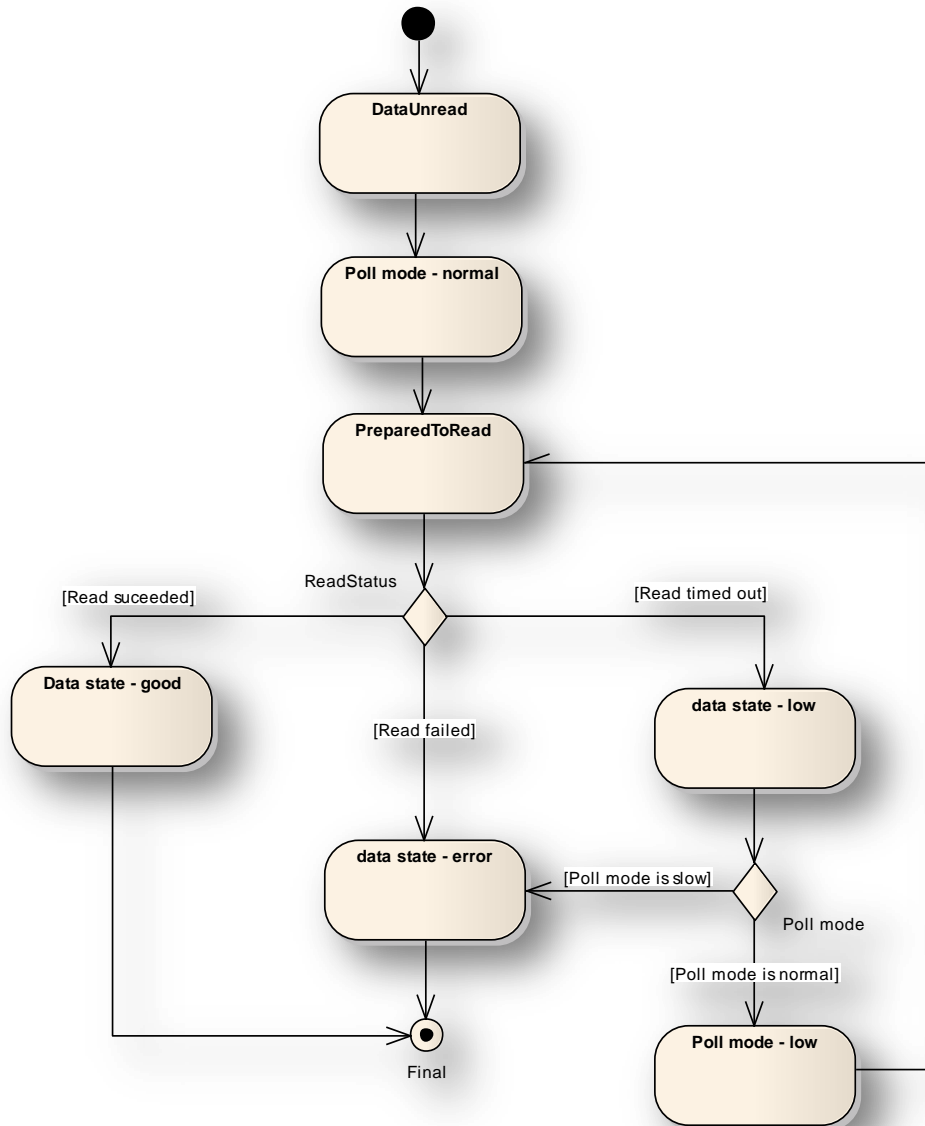 DataUnread
Poll mode - normal
PreparedToRead
ReadStatus
[Read suceeded]
[Read timed out]
Data state - good
data state - low
[Read failed]
data state - error
[Poll mode is slow]
Poll mode
[Poll mode is normal]
Poll mode - low
Final